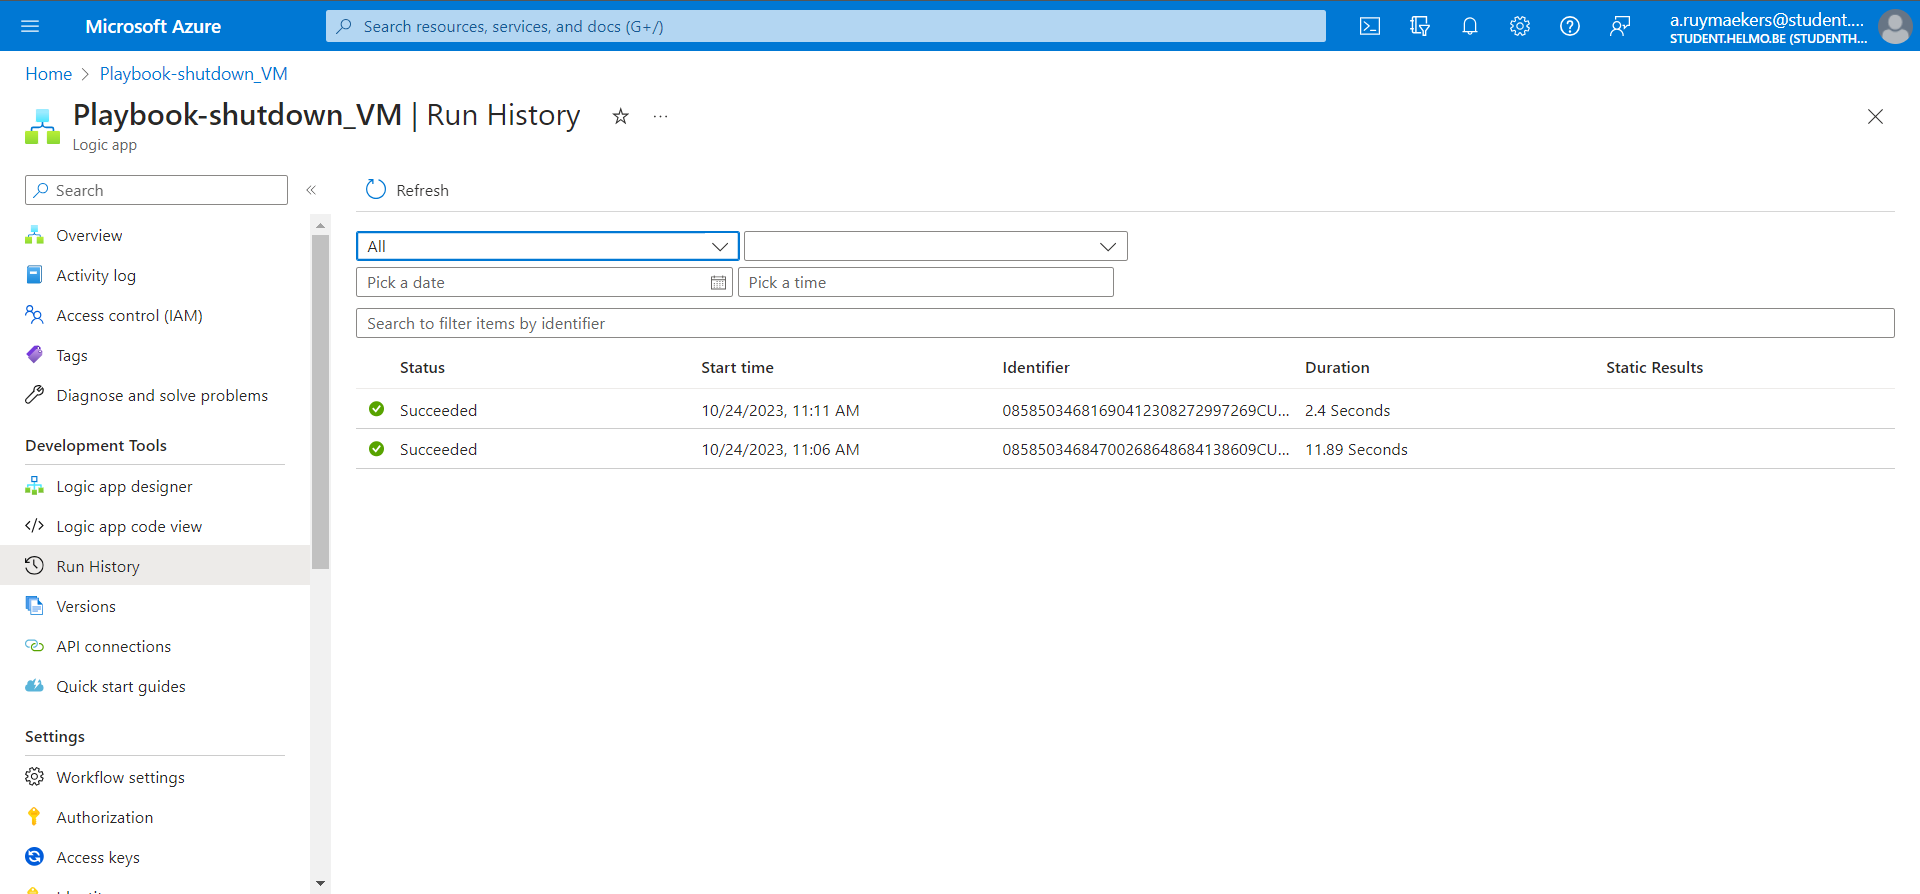 Microsoft Azure
Search resources, services, and docs (G+/)
a.ruymaekers@student....
STUDENT.HELMO.BE (STUDENTH...
Home > Playbook-shutdown_VM
Playbook-shutdown_VM | Run History
Logic app
Search
Overview
Activity log
Access control (IAM)
Tags
Diagnose and solve problems
Development Tools
Logic app designer
Logic app code view
Run History
Versions
API connections
Quick start guides
Settings
Workflow settings
Authorization
Access keys
Refresh
All
Pick a date
Pick a time
Search to filter items by identifier
Status Start time Identifier Duration Static Results
Succeeded 10/24/2023, 11:11 AM 08585034681690412308272997269CU... 2.4 Seconds
Succeeded 10/24/2023, 11:06 AM 08585034684700268648684138609CU... 11.89 Seconds